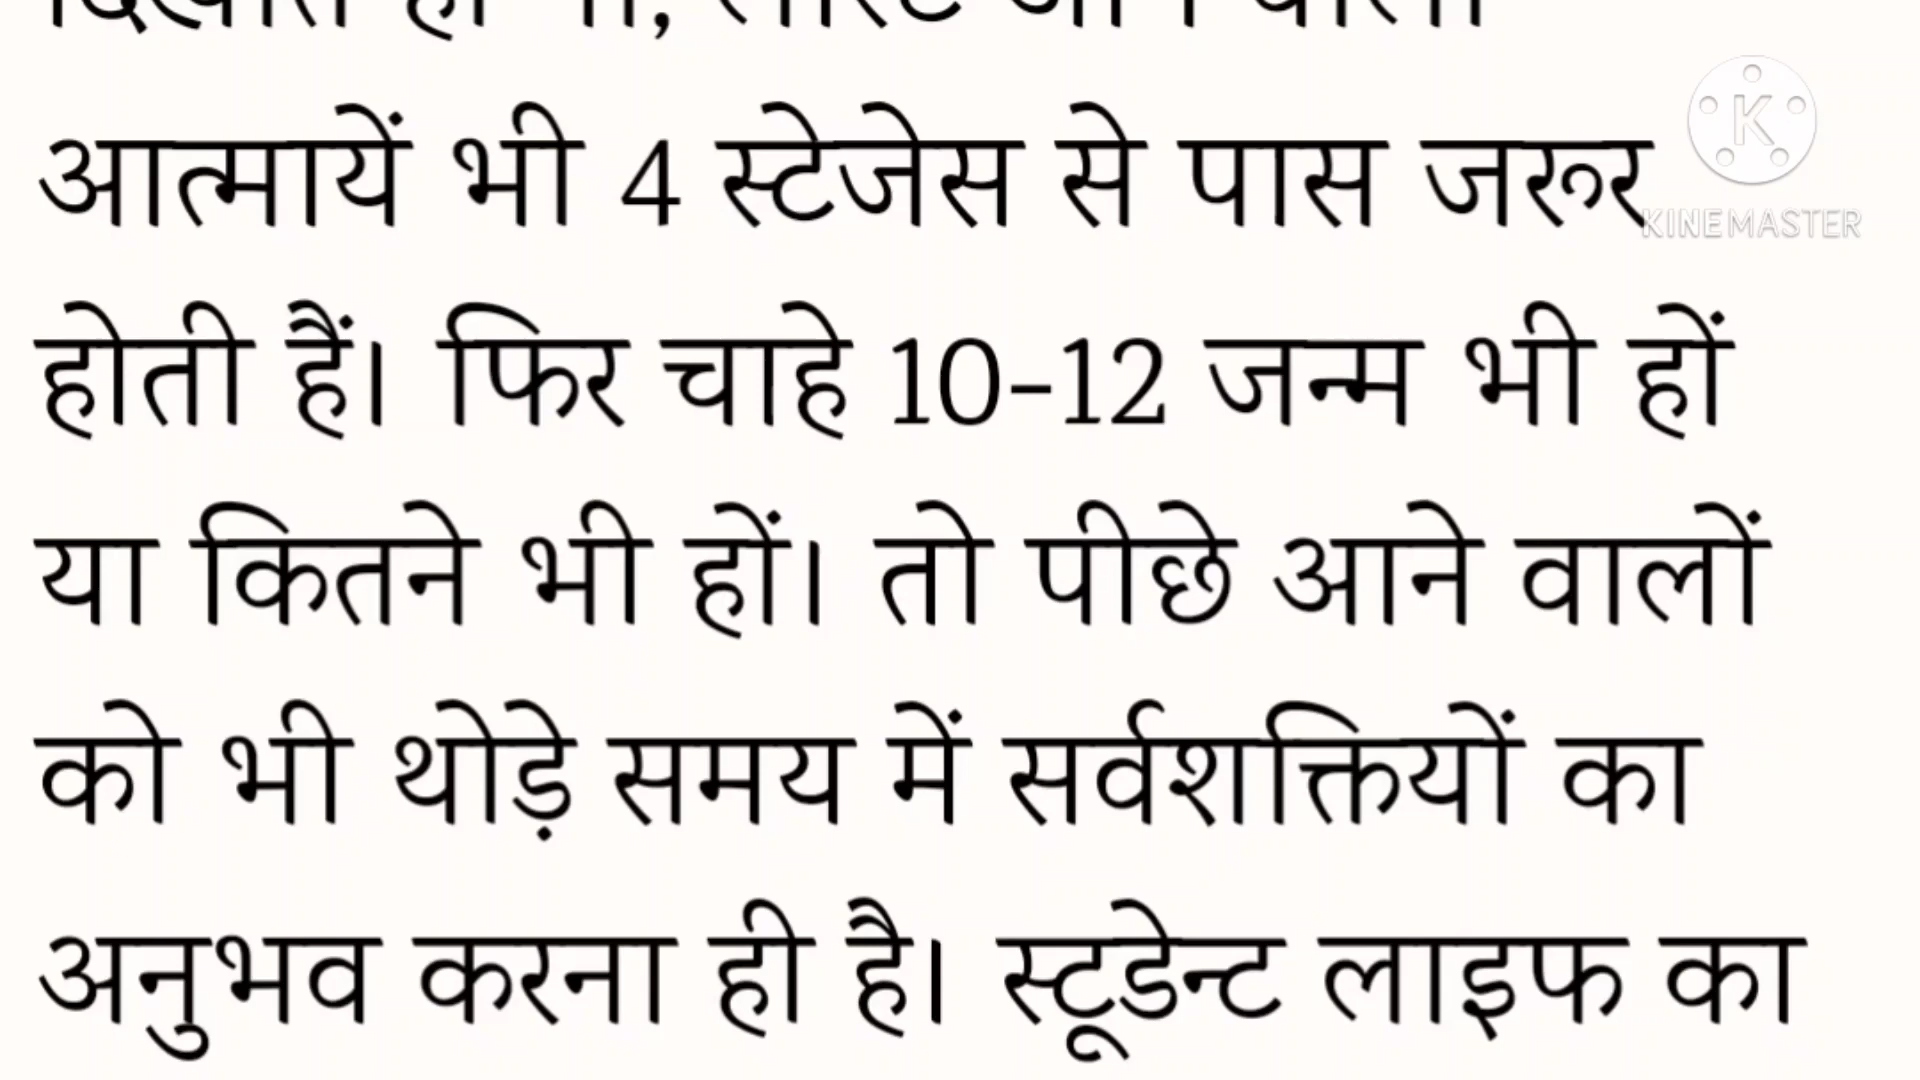 आत्मायें भी 4 स्टेजेस से पास जरूर
KINEMASTER
होती हैं। फिर चाहे 10-12 जन्म भी हों
या कितने भी हों। तो पीछे आने वालों
को भी थोड़े समय में सर्वशक्तियों का
अनुभव करना ही है। स्टूडेन्ट लाइफ का